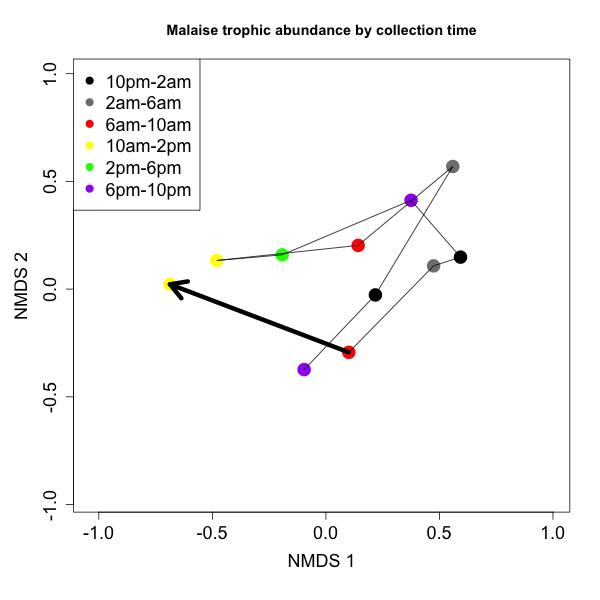 Malaise trophic abundance by collection time
10pm-2am
2am-6am
6am-10am
10am-2pm
2pm-6pm
6pm-10pm
1.0
0.5
0.0
-0.5
-1.0
NMDS 2
-1.0 -0.5 0.0 0.5 1.0
NMDS 1